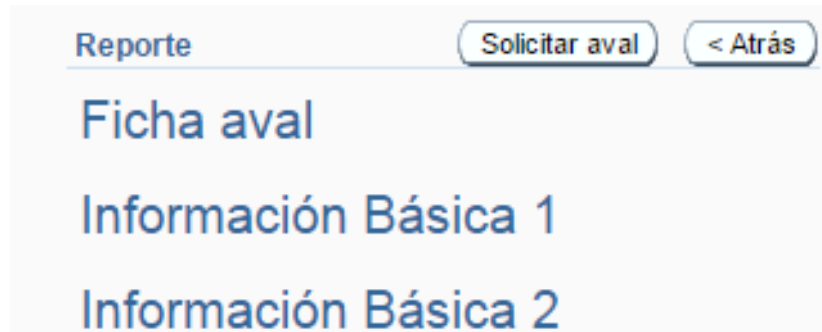 Reporte Solicitar aval < Atrás
Ficha aval
Información Básica 1
Información Básica 2